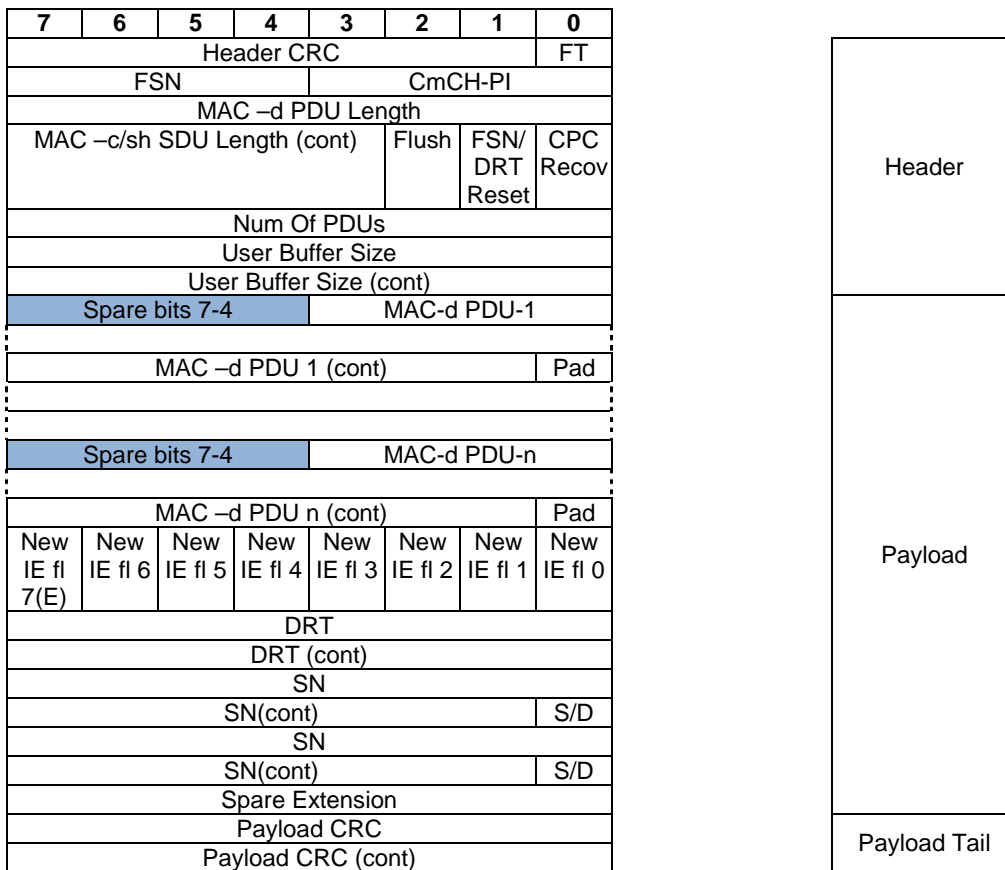 7 6 5 4 3 2 1 0
Header CRC FT
FSN CmCH-PI
MAC –d PDU Length
MAC –c/sh SDU Length (cont) Flush FSN/ CPC
DRT Recov
Reset
Header
Num Of PDUs
User Buffer Size
User Buffer Size (cont)
Spare bits 7-4 MAC-d PDU-1
MAC –d PDU 1 (cont) Pad
Spare bits 7-4 MAC-d PDU-n
MAC –d PDU n (cont) Pad
New New New New New New New New
IE fl IE fl 6 IE fl 5 IE fl 4 IE fl 3 IE fl 2 IE fl 1 IE fl 0
7(E)
Payload
DRT
DRT (cont)
SN
SN(cont) S/D
SN
SN(cont) S/D
Spare Extension
Payload CRC
Payload CRC (cont)
Payload Tail